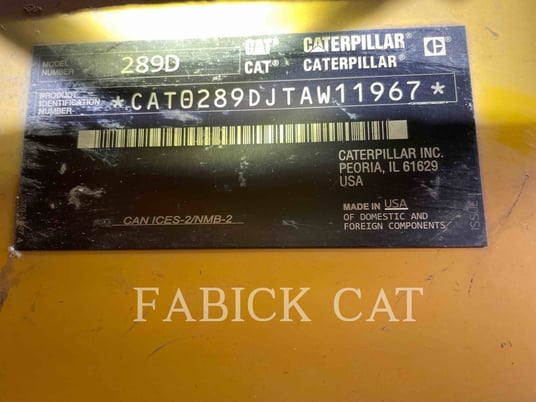 MODEL NUMBER 289D
CAT CATERPILLAR C
CAT® CATERPILLAR®
PRODUCT IDENTIFICATION NUMBER *CAT0289DJTAW11967*
CATERPILLAR INC.
PEORIA, IL 61629
USA
MADE IN USA
OF DOMESTIC AND
FOREIGN COMPONENTS
CAN ICES-2/NMB-2
FABICK CAT